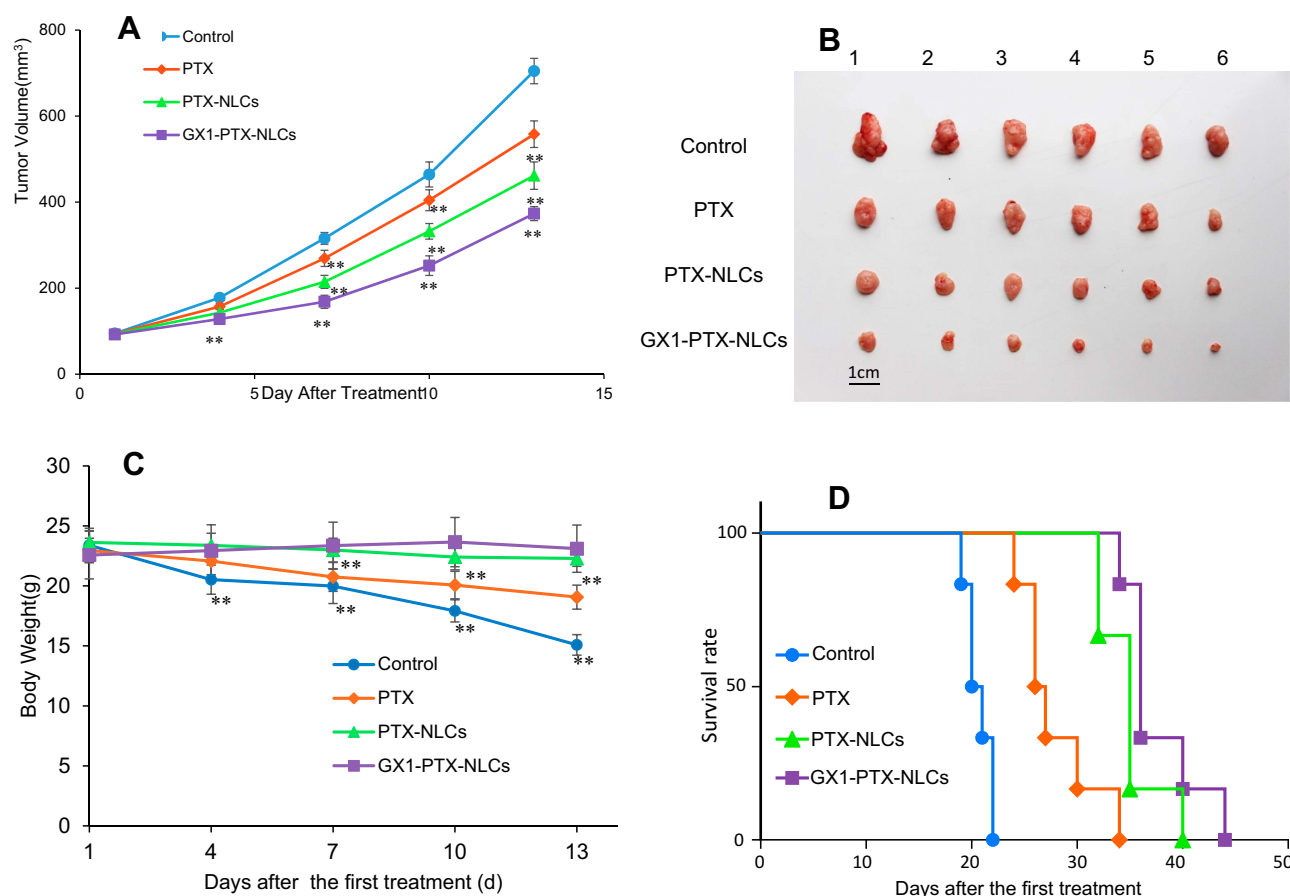 A
Tumor Volume(mm³)
800
600
400
200
0
Control
PTX
PTX-NLCs
GX1-PTX-NLCs
**
**
**
**
**
**
**
**
**
**
0
5
Day After Treatment
10
15
B
1 2 3 4 5 6
Control
PTX
PTX-NLCs
GX1-PTX-NLCs
1cm
C
Body Weight(g)
30
25
20
15
10
5
0
**
**
**
**
**
**
**
Control
PTX
PTX-NLCs
GX1-PTX-NLCs
1 4 7 10 13
Days after the first treatment (d)
D
Survival rate
100
50
0
Control
PTX
PTX-NLCs
GX1-PTX-NLCs
0 10 20 30 40 50
Days after the first treatment